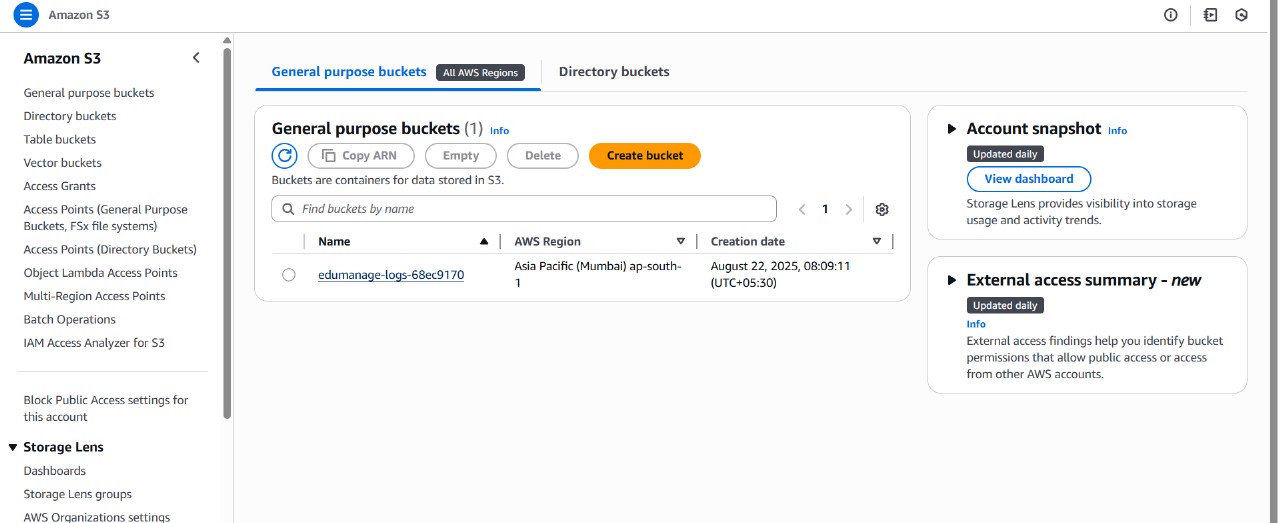 Amazon S3
Amazon S3
General purpose buckets
Directory buckets
Table buckets
Vector buckets
Access Grants
Access Points (General Purpose
Buckets, FSx file systems)
Access Points (Directory Buckets)
Object Lambda Access Points
Multi-Region Access Points
Batch Operations
IAM Access Analyzer for S3
Block Public Access settings for
this account
Storage Lens
Dashboards
Storage Lens groups
AWS Organizations settings
General purpose buckets All AWS Regions Directory buckets
General purpose buckets (1) Info
Copy ARN Empty Delete Create bucket
Buckets are containers for data stored in S3.
Find buckets by name 1
Name AWS Region Creation date
edumanage-logs-68ec9170 Asia Pacific (Mumbai) ap-south- August 22, 2025, 08:09:11
1 (UTC+05:30)
Account snapshot Info
Updated daily
View dashboard
Storage Lens provides visibility into storage
usage and activity trends.
External access summary - new
Updated daily
Info
External access findings help you identify bucket
permissions that allow public access or access
from other AWS accounts.